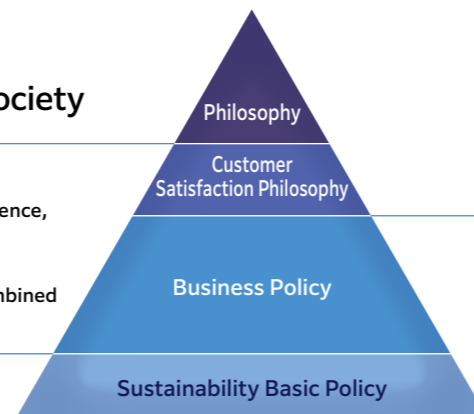 ociety
Philosophy
Customer
Satisfaction Philosophy
ence,
Business Policy
nbined
Sustainability Basic Policy